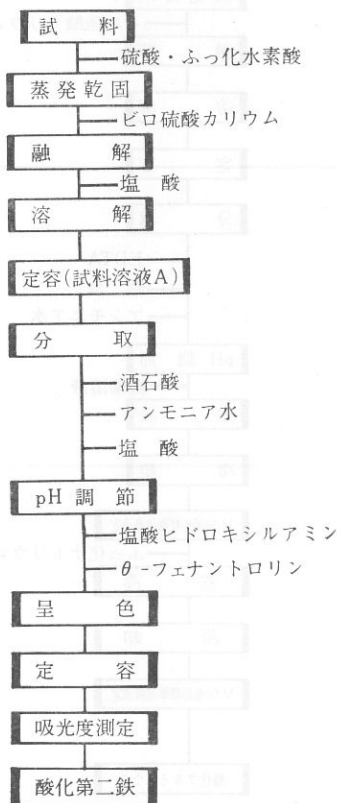 試料
硫酸・ふっ化水素酸
蒸発乾固
ピロ硫酸カリウム
融解
塩酸
溶解
定容(試料溶液A)
分取
酒石酸
アンモニア水
塩酸
pH調節
塩酸ヒドロキシルアミン
θ-フェナントロリン
呈色
定容
吸光度測定
酸化第二鉄